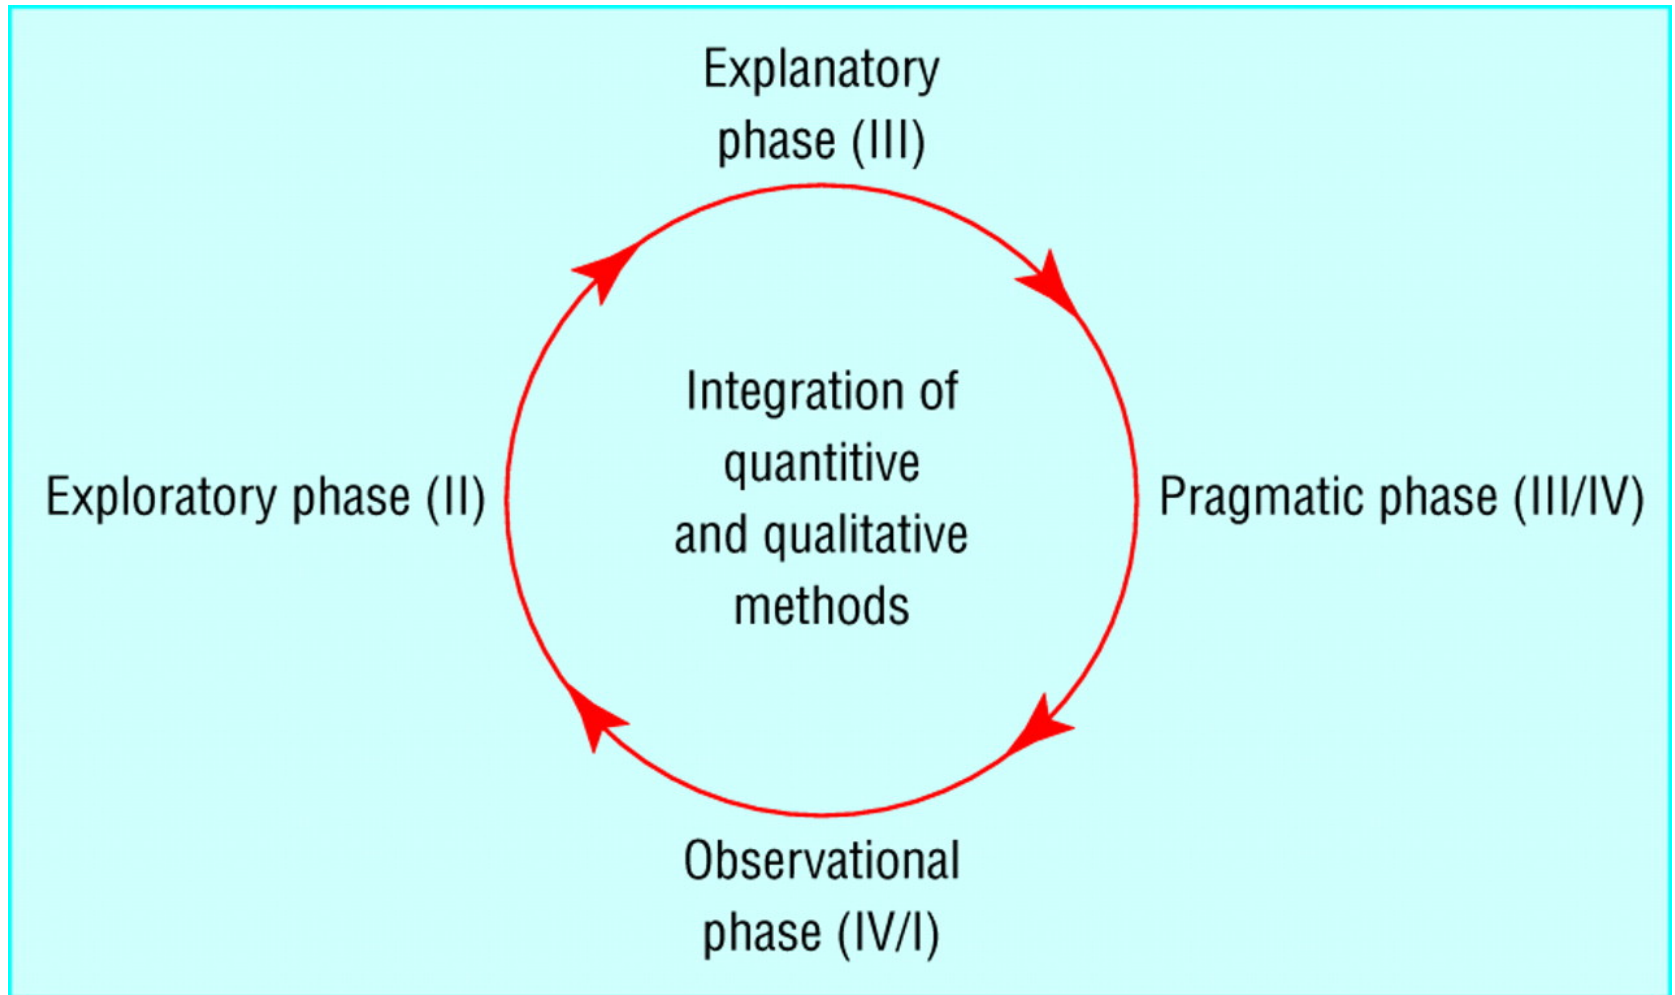 Explanatory
phase (III)
Integration of
quantitive
and qualitative
methods
Exploratory phase (II)
Pragmatic phase (III/IV)
Observational
phase (IV/I)